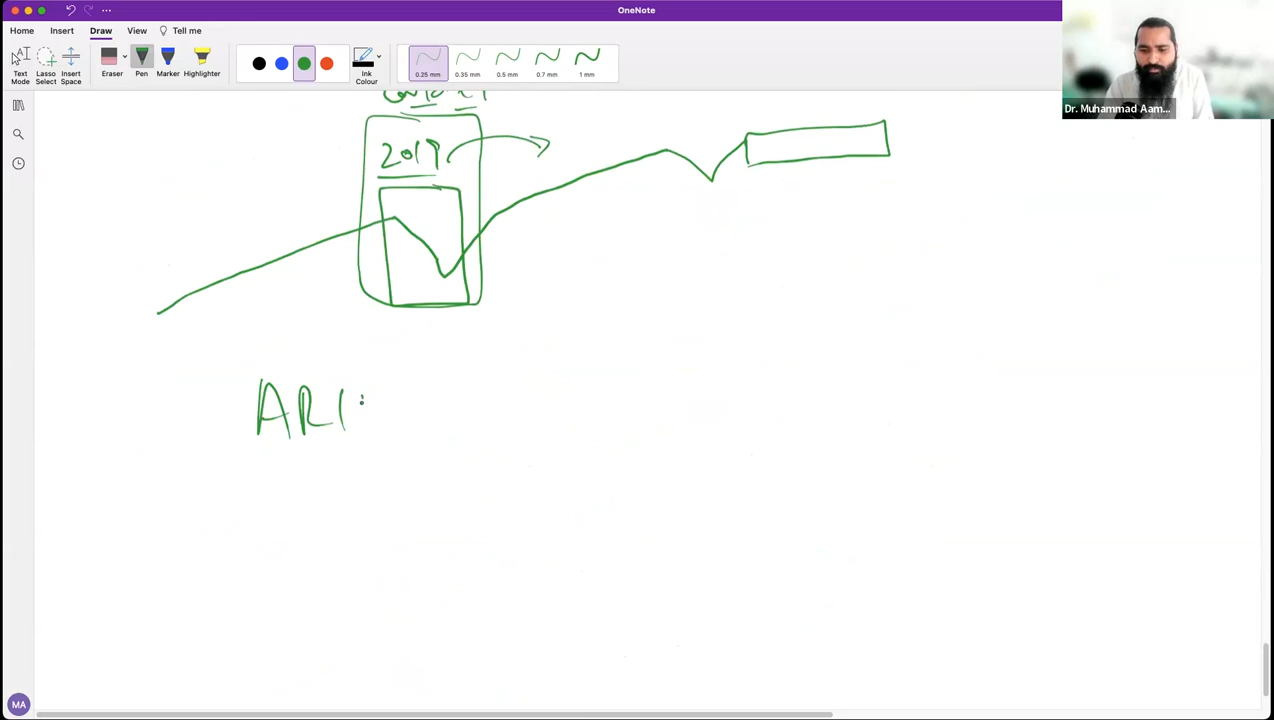 OneNote
Home Insert Draw View Tell me
Text Mode
Lasso Select
Insert Space
Eraser
Pen
Marker
Highlighter
Ink Colour
0.25 mm
0.35 mm
0.5 mm
0.7 mm
1 mm
Dr. Muhammad Aam...
2019
ARI
MA